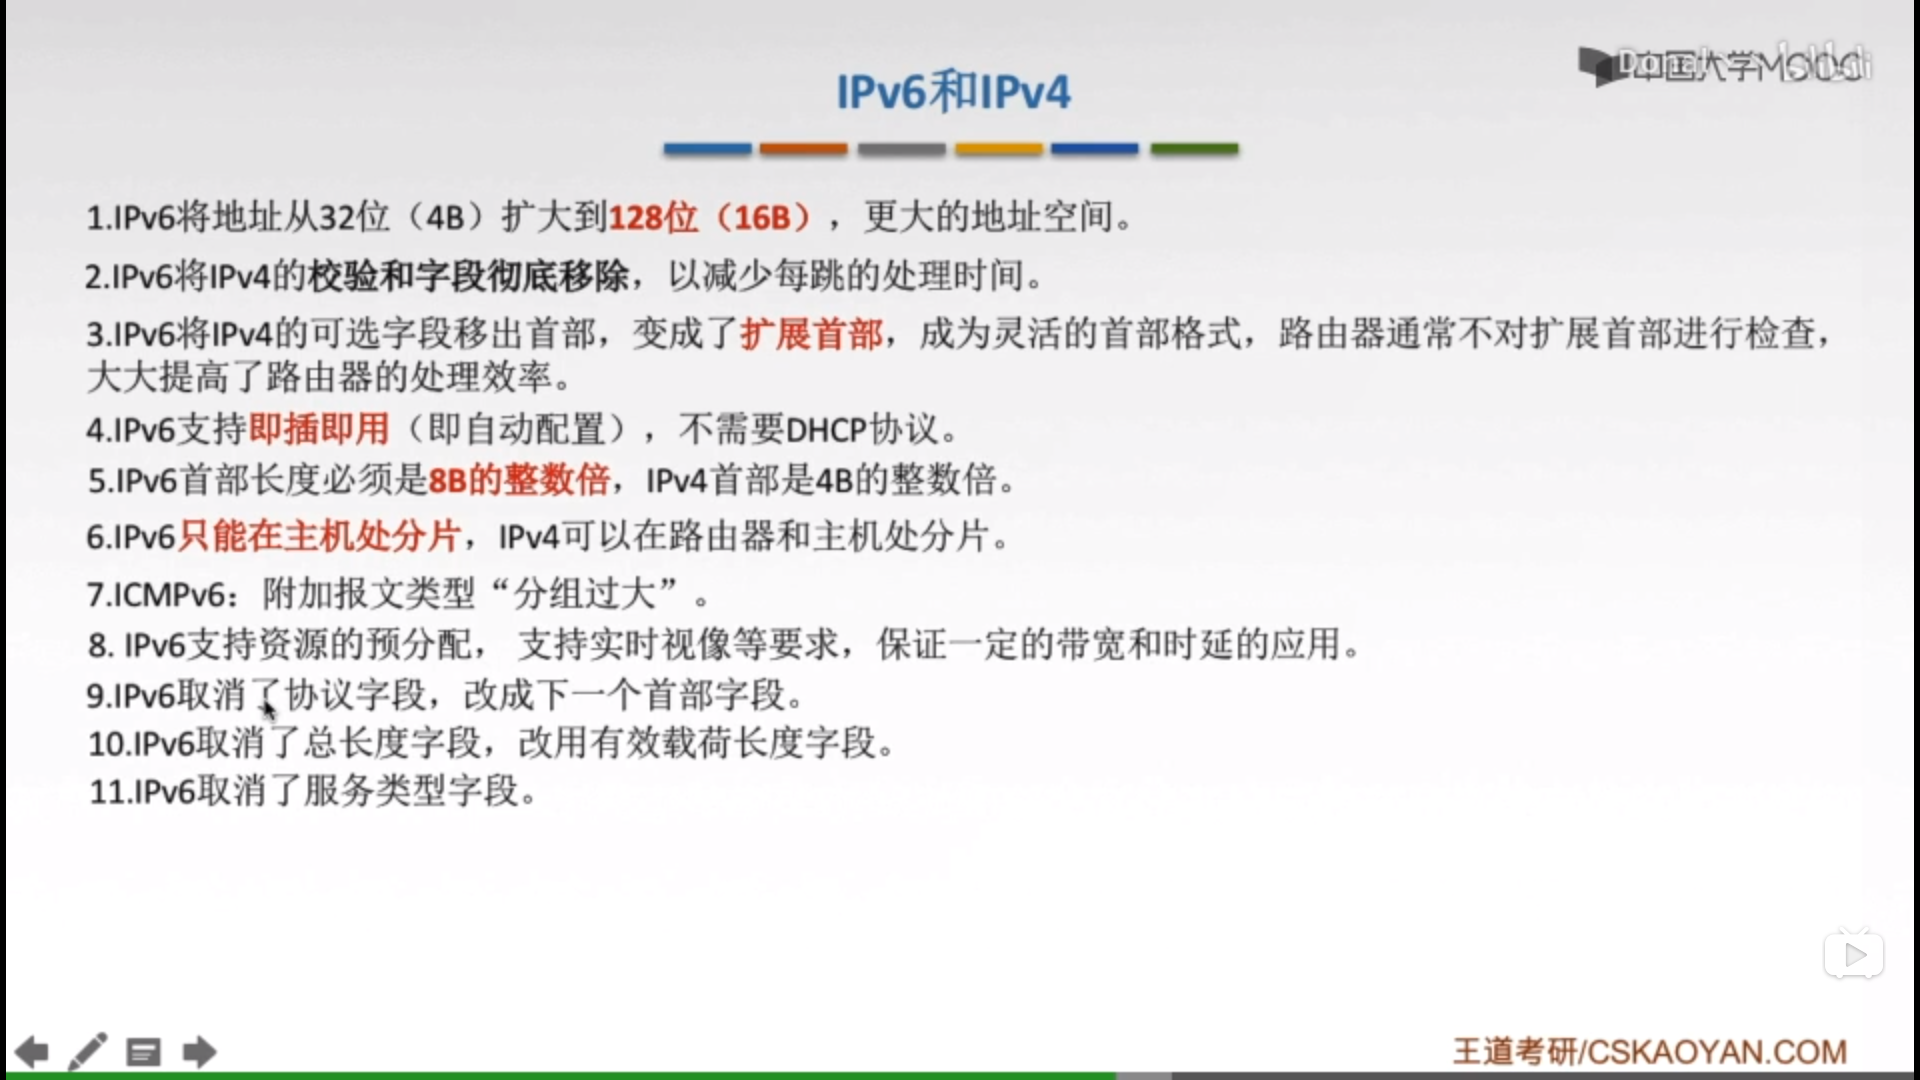 IPv6和IPv4
中国大学MOOC
1.IPv6将地址从32位（4B）扩大到128位（16B），更大的地址空间。
2.IPv6将IPv4的校验和字段彻底移除，以减少每跳的处理时间。
3.IPv6将IPv4的可选字段移出首部，变成了扩展首部，成为灵活的首部格式，路由器通常不对扩展首部进行检查，
大大提高了路由器的处理效率。
4.IPv6支持即插即用（即自动配置），不需要DHCP协议。
5.IPv6首部长度必须是8B的整数倍，IPv4首部是4B的整数倍。
6.IPv6只能在主机处分片，IPv4可以在路由器和主机处分片。
7.ICMPv6：附加报文类型“分组过大”。
8. IPv6支持资源的预分配， 支持实时视像等要求，保证一定的带宽和时延的应用。
9.IPv6取消了协议字段，改成下一个首部字段。
10.IPv6取消了总长度字段，改用有效载荷长度字段。
11.IPv6取消了服务类型字段。
王道考研/CSKAOYAN.COM